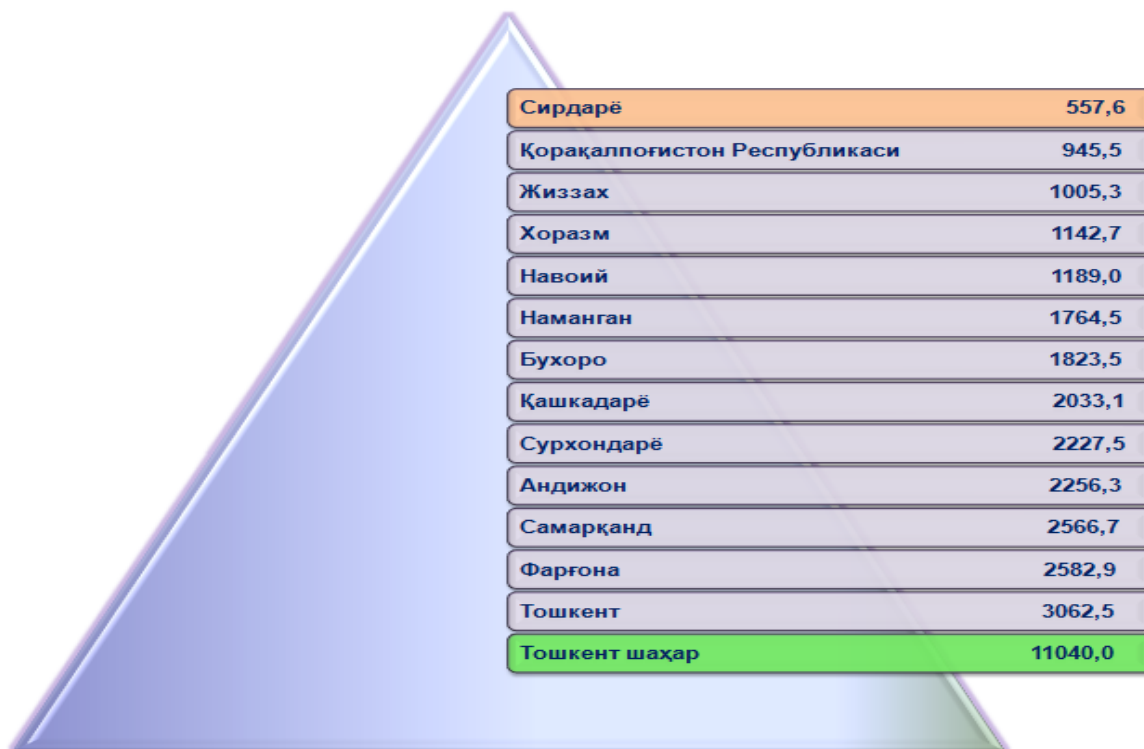 Сирдарё 557,6
Қорақалпоғистон Республикаси 945,5
Жиззах 1005,3
Хоразм 1142,7
Навоий 1189,0
Наманган 1764,5
Бухоро 1823,5
Қашкадарё 2033,1
Сурхондарё 2227,5
Андижон 2256,3
Самарқанд 2566,7
Фарғона 2582,9
Тошкент 3062,5
Тошкент шаҳар 11040,0